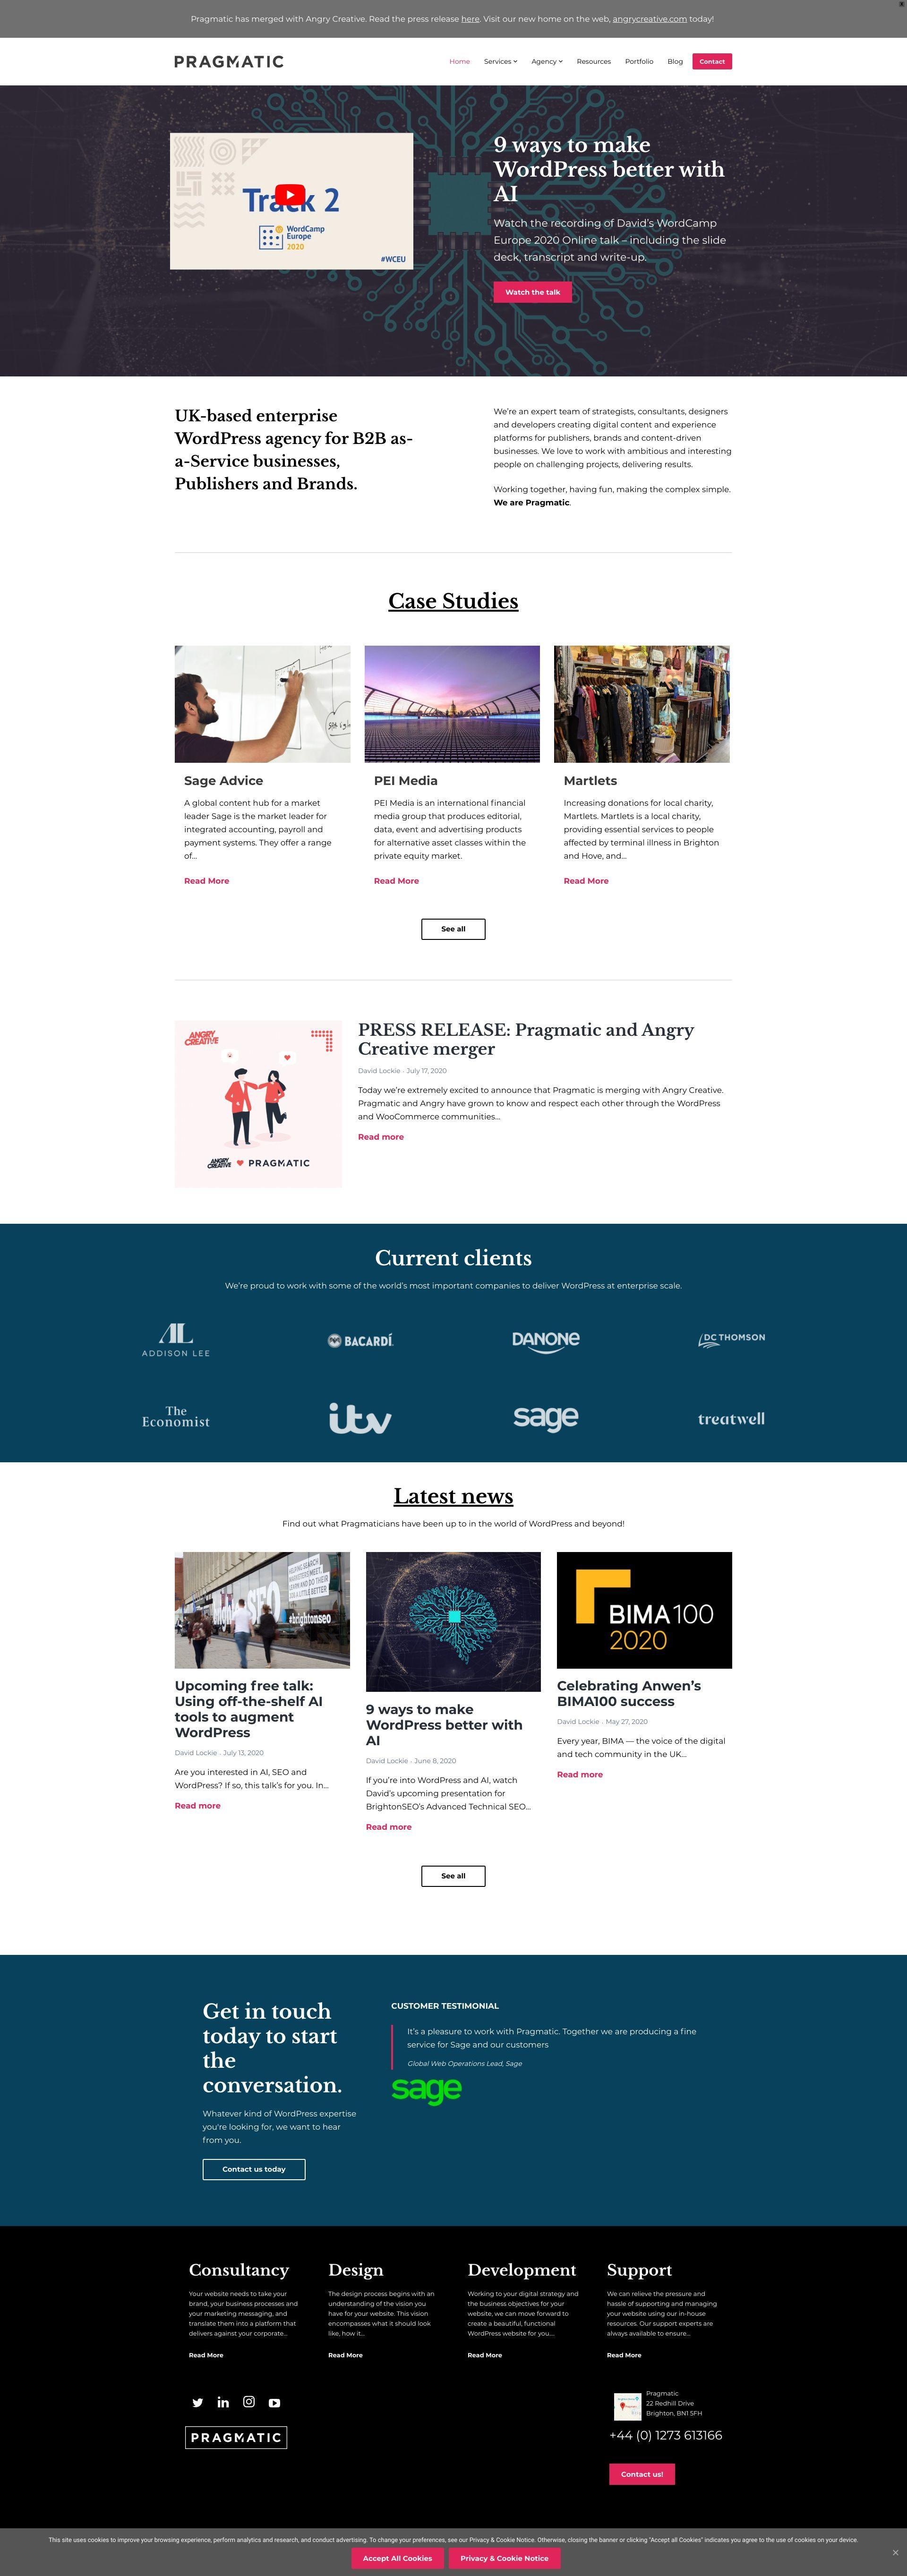 Pragmatic has merged with Angry Creative. Read the press release here. Visit our new home on the web, angrycreative.com today!
X
PRAGMATIC
Home
Services
Agency
Resources
Portfolio
Blog
Contact
Track 2
WordCamp
Europe
2020
#WCEU
9 ways to make
WordPress better with
AI
Watch the recording of David's WordCamp
Europe 2020 Online talk – including the slide
deck, transcript and write-up.
Watch the talk
UK-based enterprise
WordPress agency for B2B as-
a-Service businesses,
Publishers and Brands.
We're an expert team of strategists, consultants, designers
and developers creating digital content and experience
platforms for publishers, brands and content-driven
businesses. We love to work with ambitious and interesting
people on challenging projects, delivering results.
Working together, having fun, making the complex simple.
We are Pragmatic.
Case Studies
Sage Advice
A global content hub for a market
leader Sage is the market leader for
integrated accounting, payroll and
payment systems. They offer a range
of...
Read More
PEI Media
PEI Media is an international financial
media group that produces editorial,
data, event and advertising products
for alternative asset classes within the
private equity market.
Read More
Martlets
Increasing donations for local charity,
Martlets. Martlets is a local charity,
providing essential services to people
affected by terminal illness in Brighton
and Hove, and...
Read More
See all
ANGRY
CREATIVE
ANGRY
CREATIVE
PRAGMATIC
PRESS RELEASE: Pragmatic and Angry
Creative merger
David Lockie - July 17, 2020
Today we're extremely excited to announce that Pragmatic is merging with Angry Creative.
Pragmatic and Angry have grown to know and respect each other through the WordPress
and WooCommerce communities...
Read more
Current clients
We're proud to work with some of the world's most important companies to deliver WordPress at enterprise scale.
AL
ADDISON LEE
BACARDÍ
DANONE
DC THOMSON
The
Economist
itv
sage
treatwell
Latest news
Find out what Pragmaticians have been up to in the world of WordPress and beyond!
#brightonseo
Upcoming free talk:
Using off-the-shelf AI
tools to augment
WordPress
David Lockie - July 13, 2020
Are you interested in AI, SEO and
WordPress? If so, this talk's for you. In...
Read more
9 ways to make
WordPress better with
AI
David Lockie - June 8, 2020
If you're into WordPress and AI, watch
David's upcoming presentation for
BrightonSEO's Advanced Technical SEO...
Read more
BIMA100
2020
Celebrating Anwen's
BIMA100 success
David Lockie - May 27, 2020
Every year, BIMA — the voice of the digital
and tech community in the UK...
Read more
See all
Get in touch
today to start
the
conversation.
Whatever kind of WordPress expertise
you're looking for, we want to hear
from you.
Contact us today
CUSTOMER TESTIMONIAL
It's a pleasure to work with Pragmatic. Together we are producing a fine
service for Sage and our customers
Global Web Operations Lead, Sage
sage
Consultancy
Your website needs to take your
brand, your business processes and
your marketing messaging, and
translate them into a platform that
delivers against your corporate...
Read More
Design
The design process begins with an
understanding of the vision you
have for your website. This vision
encompasses what it should look
like, how it...
Read More
Development
Working to your digital strategy and
the business objectives for your
website, we can move forward to
create a beautiful, functional
WordPress website for you....
Read More
Support
We can relieve the pressure and
hassle of supporting and managing
your website using our in-house
resources. Our support experts are
always available to ensure...
Read More
PRAGMATIC
Pragmatic
22 Redhill Drive
Brighton, BN1 5FH
+44 (0) 1273 613166
Contact us!
This site uses cookies to improve your browsing experience, perform analytics and research, and conduct advertising. To change your preferences, see our Privacy & Cookie Notice. Otherwise, closing the banner or clicking "Accept all Cookies" indicates you agree to the use of cookies on your device.
Accept All Cookies
Privacy & Cookie Notice